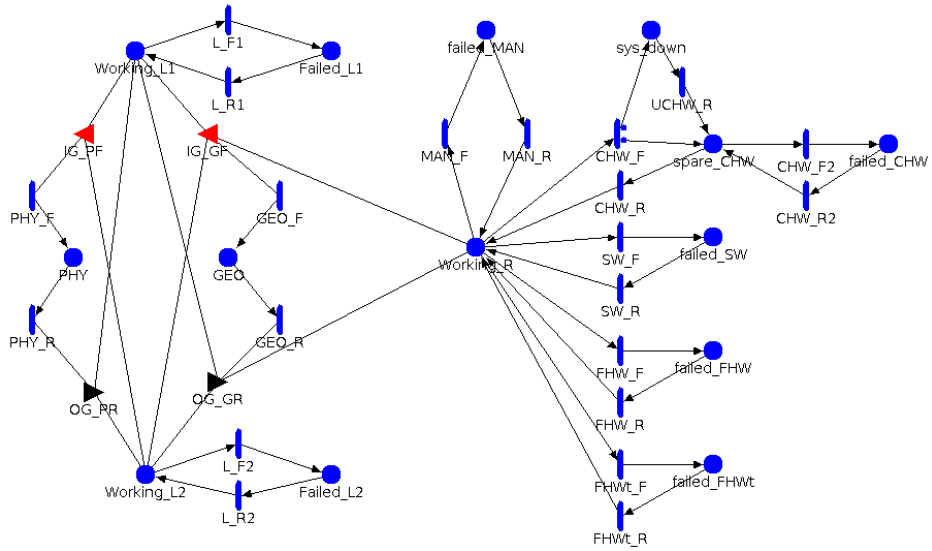 L_F1
failed_MAN
sys_down
Working_L1
Failed_L1
L_R1
UCHW_R
IG_PF
IG_GF
MAN_F
MAN_R
CHW_F
spare_CHW
CHW_F2
failed_CHW
PHY_F
GEO_F
CHW_R
CHW_R2
PHY
GEO
Working_R
SW_F
failed_SW
SW_R
PHY_R
GEO_R
FHW_F
failed_FHW
OG_PR
OG_GR
FHW_R
L_F2
Working_L2
Failed_L2
FHWt_F
failed_FHWt
L_R2
FHWt_R